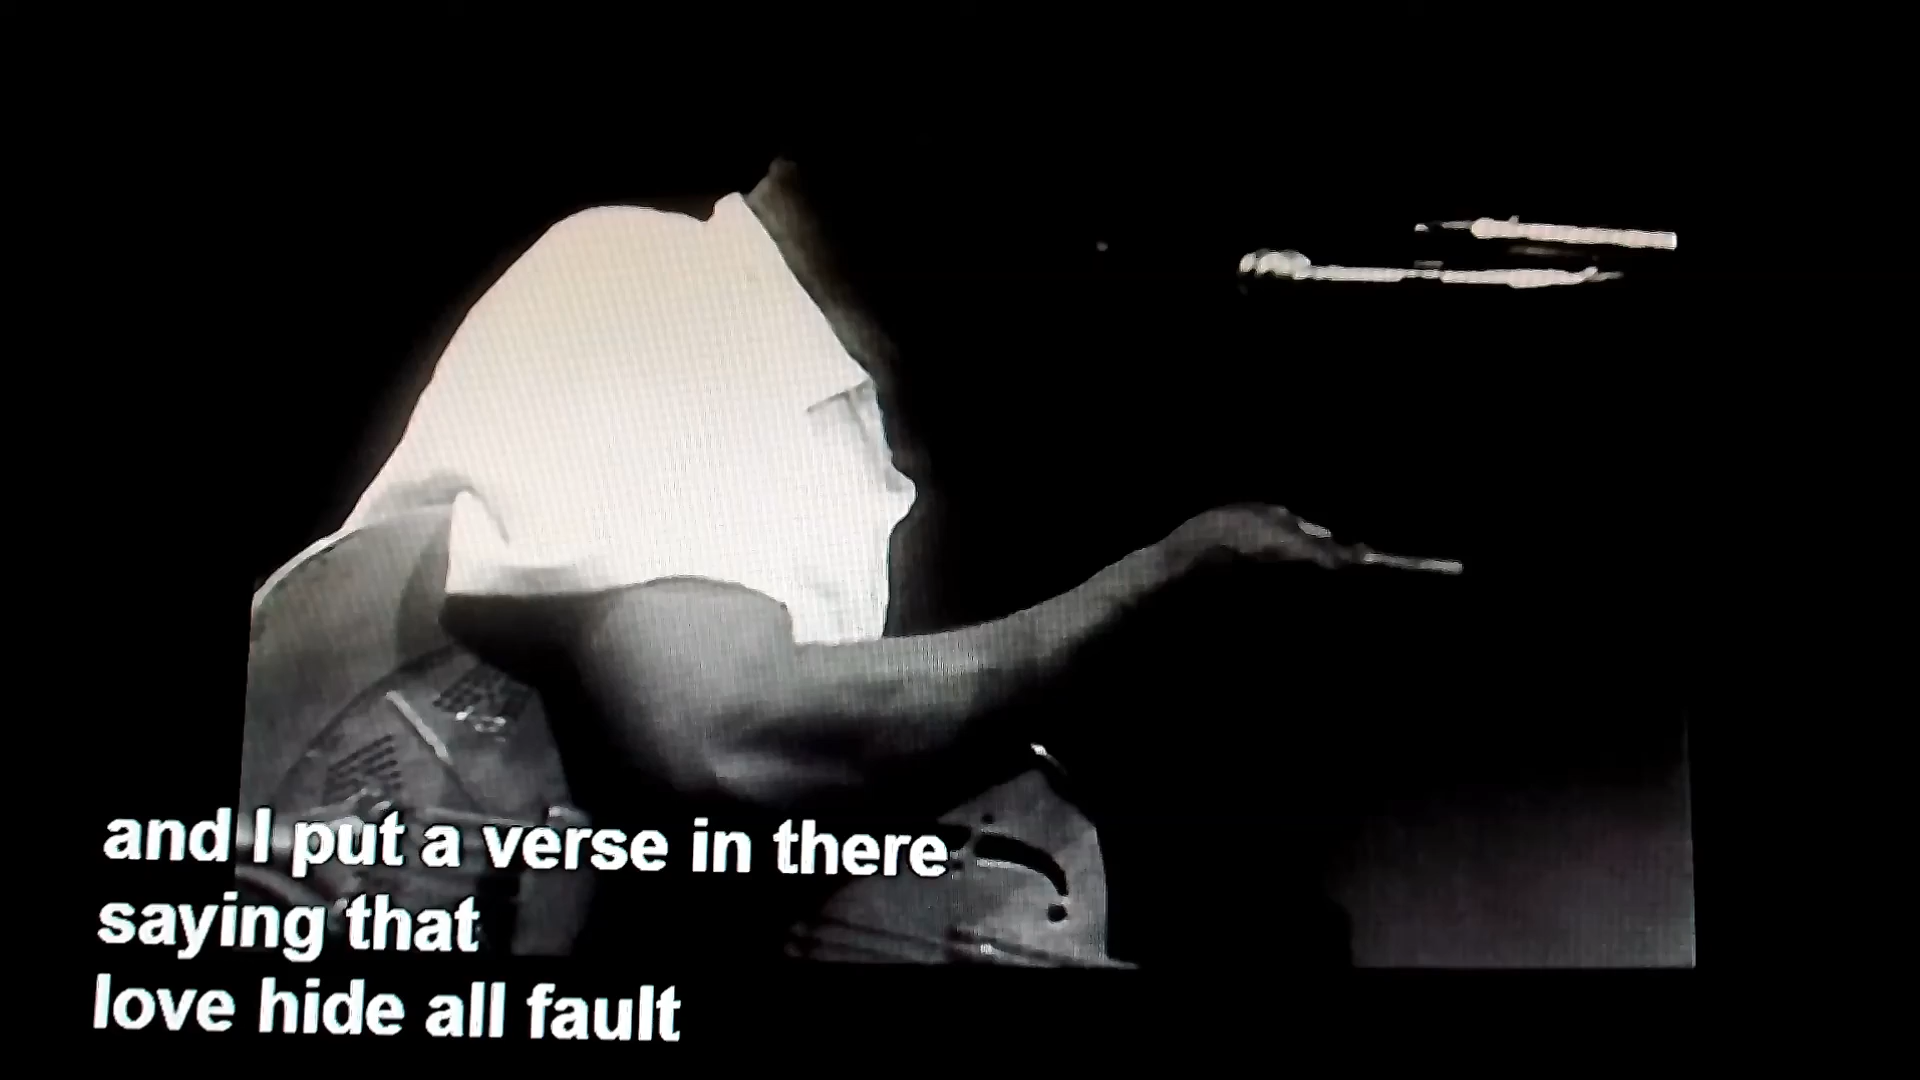 and I put a verse in there
saying that
love hide all fault